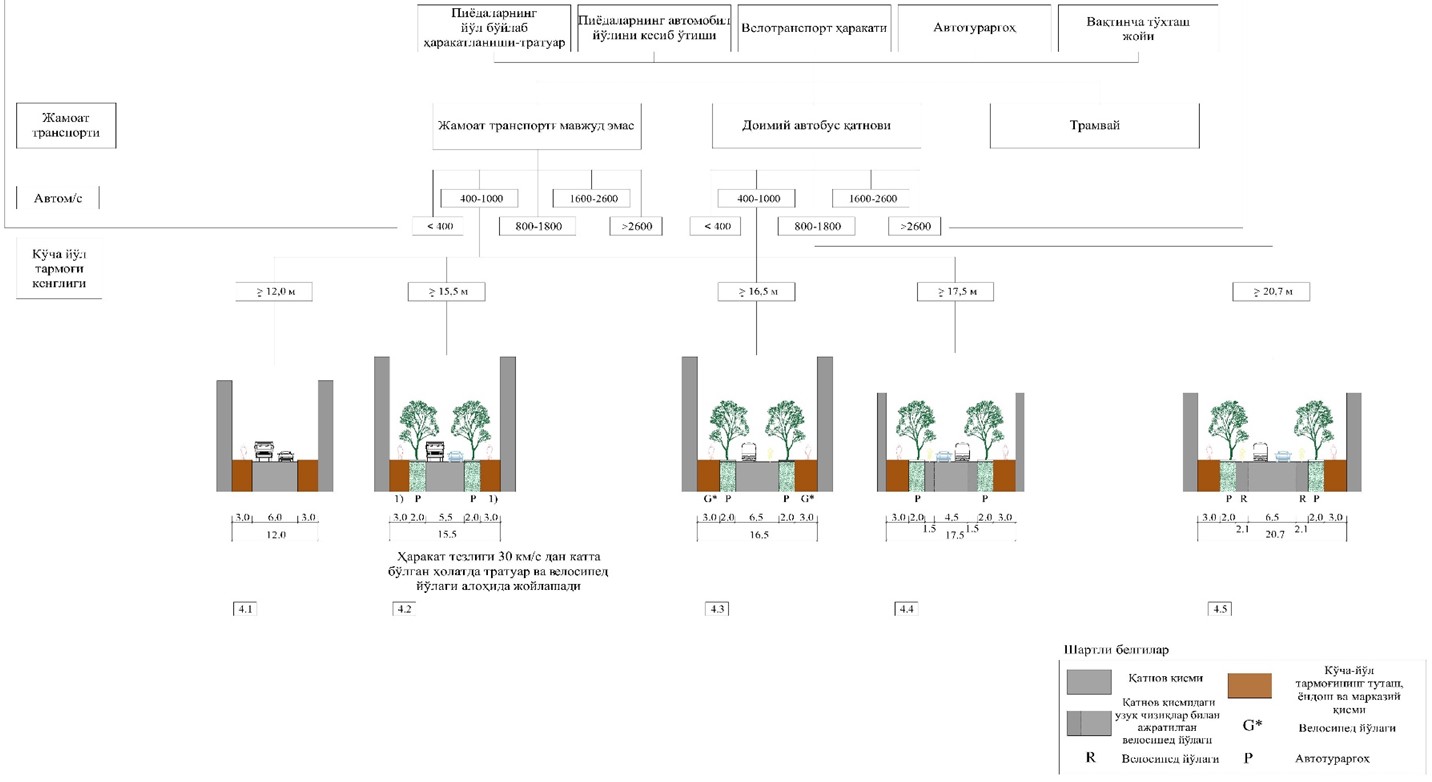 Пиёдаларнинг
йўл бўйлаб
ҳаракатланиши-тратуар
Пиёдаларнинг автомобил
йўлини кесиб ўтиши
Велотранспорт ҳаракати
Автотураргоҳ
Вақтинча тўхташ
жойи
Жамоат
транспорти
Жамоат транспорти мавжуд эмас
Доимий автобус қатнови
Трамвай
Автом/с
400-1000
1600-2600
400-1000
1600-2600
< 400
800-1800
>2600
< 400
800-1800
>2600
Кўча йўл
тармоғи
кенглиги
≥ 12,0 м
≥ 15,5 м
≥ 16,5 м
≥ 17,5 м
≥ 20,7 м
1) P P 1)
G* P P G*
P P
P R R P
3.0 6.0 3.0
12.0
3.0 2.0 5,5 2.0 3.0
15.5
3.0 2.0 6.5 2.0 3.0
16.5
3.0 2.0 4.5 2.0 3.0
1.5 1.5
17.5
3.0 2.0 6,5 2.0 3.0
2.1 2.1
20.7
Ҳаракат тезлиги 30 км/с дан катта
бўлган ҳолатда тратуар ва велосипед
йўлаги алоҳида жойлашади
4.1
4.2
4.3
4.4
4.5
Шартли белгилар
Қатнов қисми
Қатнов қисмидаги
узуқ чизиқлар билан
ажратилган
велосипед йўлаги
R Велосипед йўлаги
Кўча-йўл
тармоғининг туташ,
ёндош ва марказий
қисми
G* Велосипед йўлаги
P Автотураргоҳ